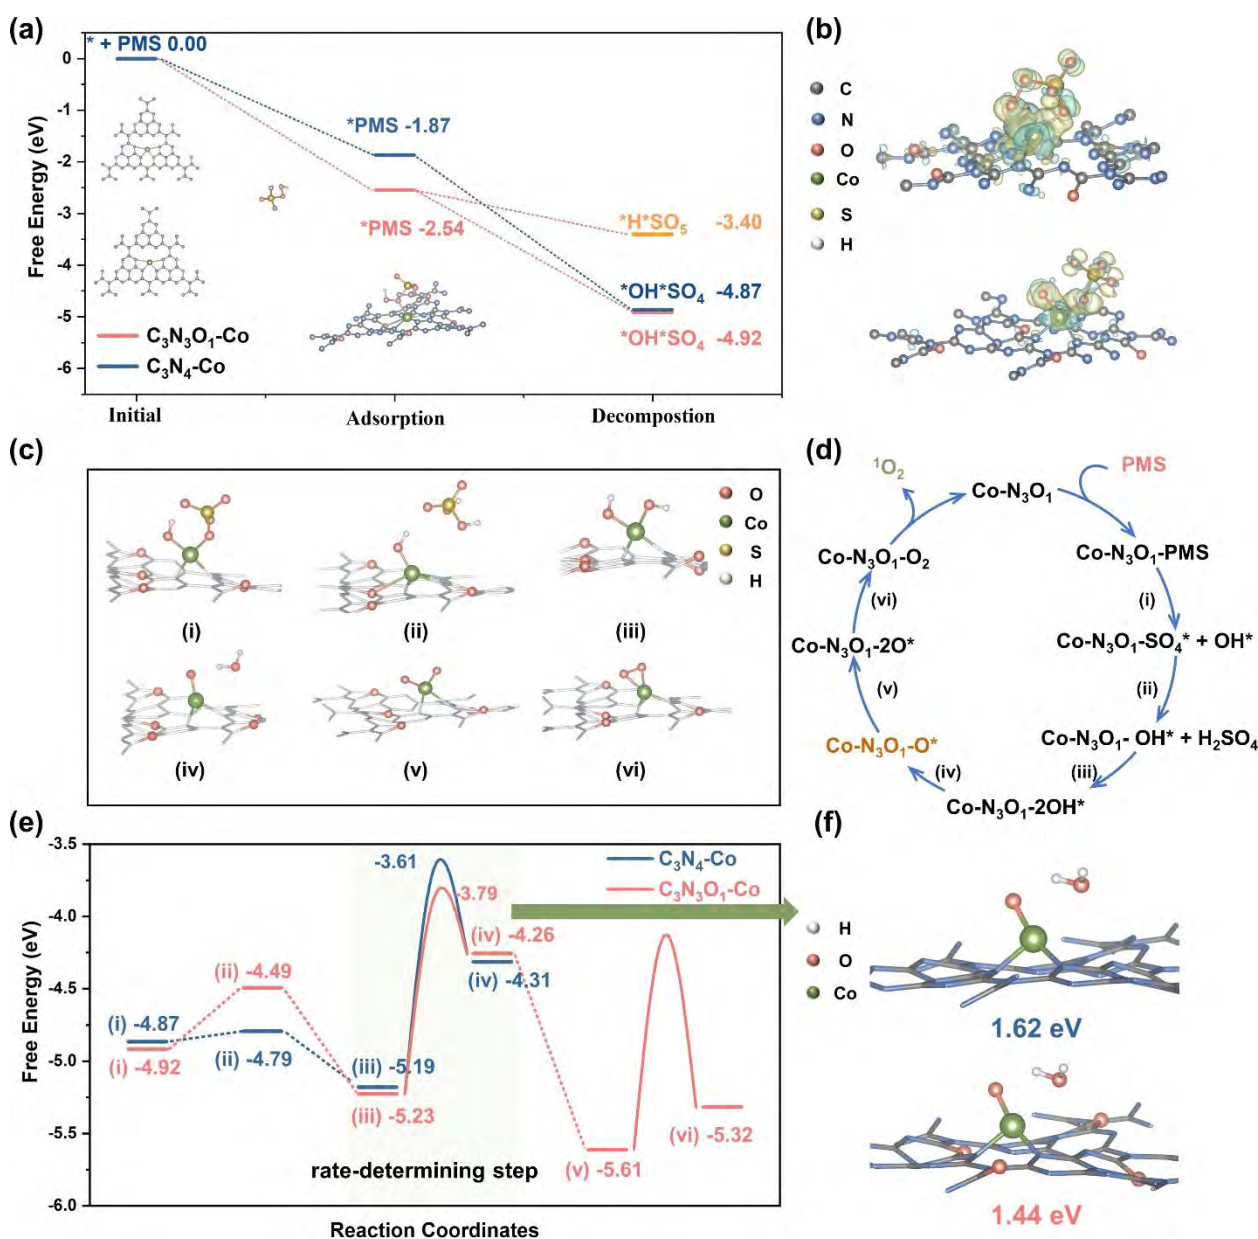 (a)
* + PMS 0.00
*PMS -1.87
*PMS -2.54
*H*SO₅ -3.40
*OH*SO₄ -4.87
*OH*SO₄ -4.92
C₃N₃O₁-Co
C₃N₄-Co
Free Energy (eV)
0
-1
-2
-3
-4
-5
-6
Initial
Adsorption
Decompostion
(b)
C
N
O
Co
S
H
(c)
O
Co
S
H
(i)
(ii)
(iii)
(iv)
(v)
(vi)
(d)
¹O₂
Co-N₃O₁
PMS
Co-N₃O₁-O₂
Co-N₃O₁-PMS
(vi)
(i)
Co-N₃O₁-2O*
Co-N₃O₁-SO₄* + OH*
(v)
(ii)
Co-N₃O₁-O*
Co-N₃O₁- OH* + H₂SO₄
(iv)
(iii)
Co-N₃O₁-2OH*
(e)
Free Energy (eV)
-3.5
-4.0
-4.5
-5.0
-5.5
-6.0
-3.61
-3.79
C₃N₄-Co
C₃N₃O₁-Co
(i) -4.87
(i) -4.92
(ii) -4.49
(ii) -4.79
(iii) -5.19
(iii) -5.23
(iv) -4.26
(iv) -4.31
(v) -5.61
(vi) -5.32
rate-determining step
Reaction Coordinates
(f)
H
O
Co
1.62 eV
1.44 eV